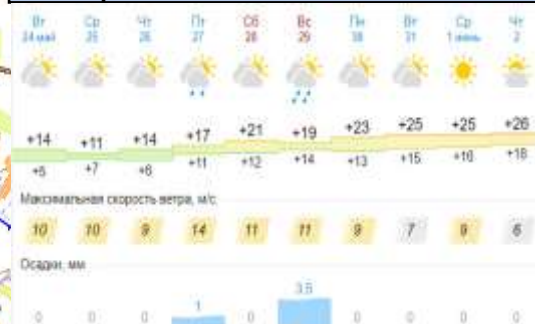 Вт Ср Чт Пт Сб Вс Пн Вт Ср Чт
24 май 25 26 27 28 29 30 31 1 июнь 2
+14 +11 +14 +17 +21 +19 +23 +25 +25 +26
+5 +7 +6 +11 +12 +14 +13 +15 +16 +18
Максимальная скорость ветра, м/с
10 10 9 14 11 11 9 7 9 6
Осадки, мм
0 0 0 1 0 3.5 0 0 0 0